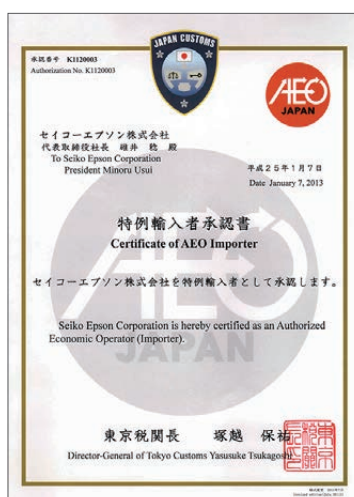 JAPAN CUSTOMS
承認番号 K1120003
Authorization No. K1120003
AEO
JAPAN
セイコーエプソン株式会社
代表取締役社長 碓井 稔 殿
To Seiko Epson Corporation
President Minoru Usui
平成25年1月7日
Date January 7, 2013
特例輸入者承認書
Certificate of AEO Importer
セイコーエプソン株式会社を特例輸入者として承認します。
Seiko Epson Corporation is hereby certified as an Authorized
Economic Operator (Importer).
AEO
JAPAN
東京税関長 塚越 保祐
Director-General of Tokyo Customs Yasusuke Tsukagoshi